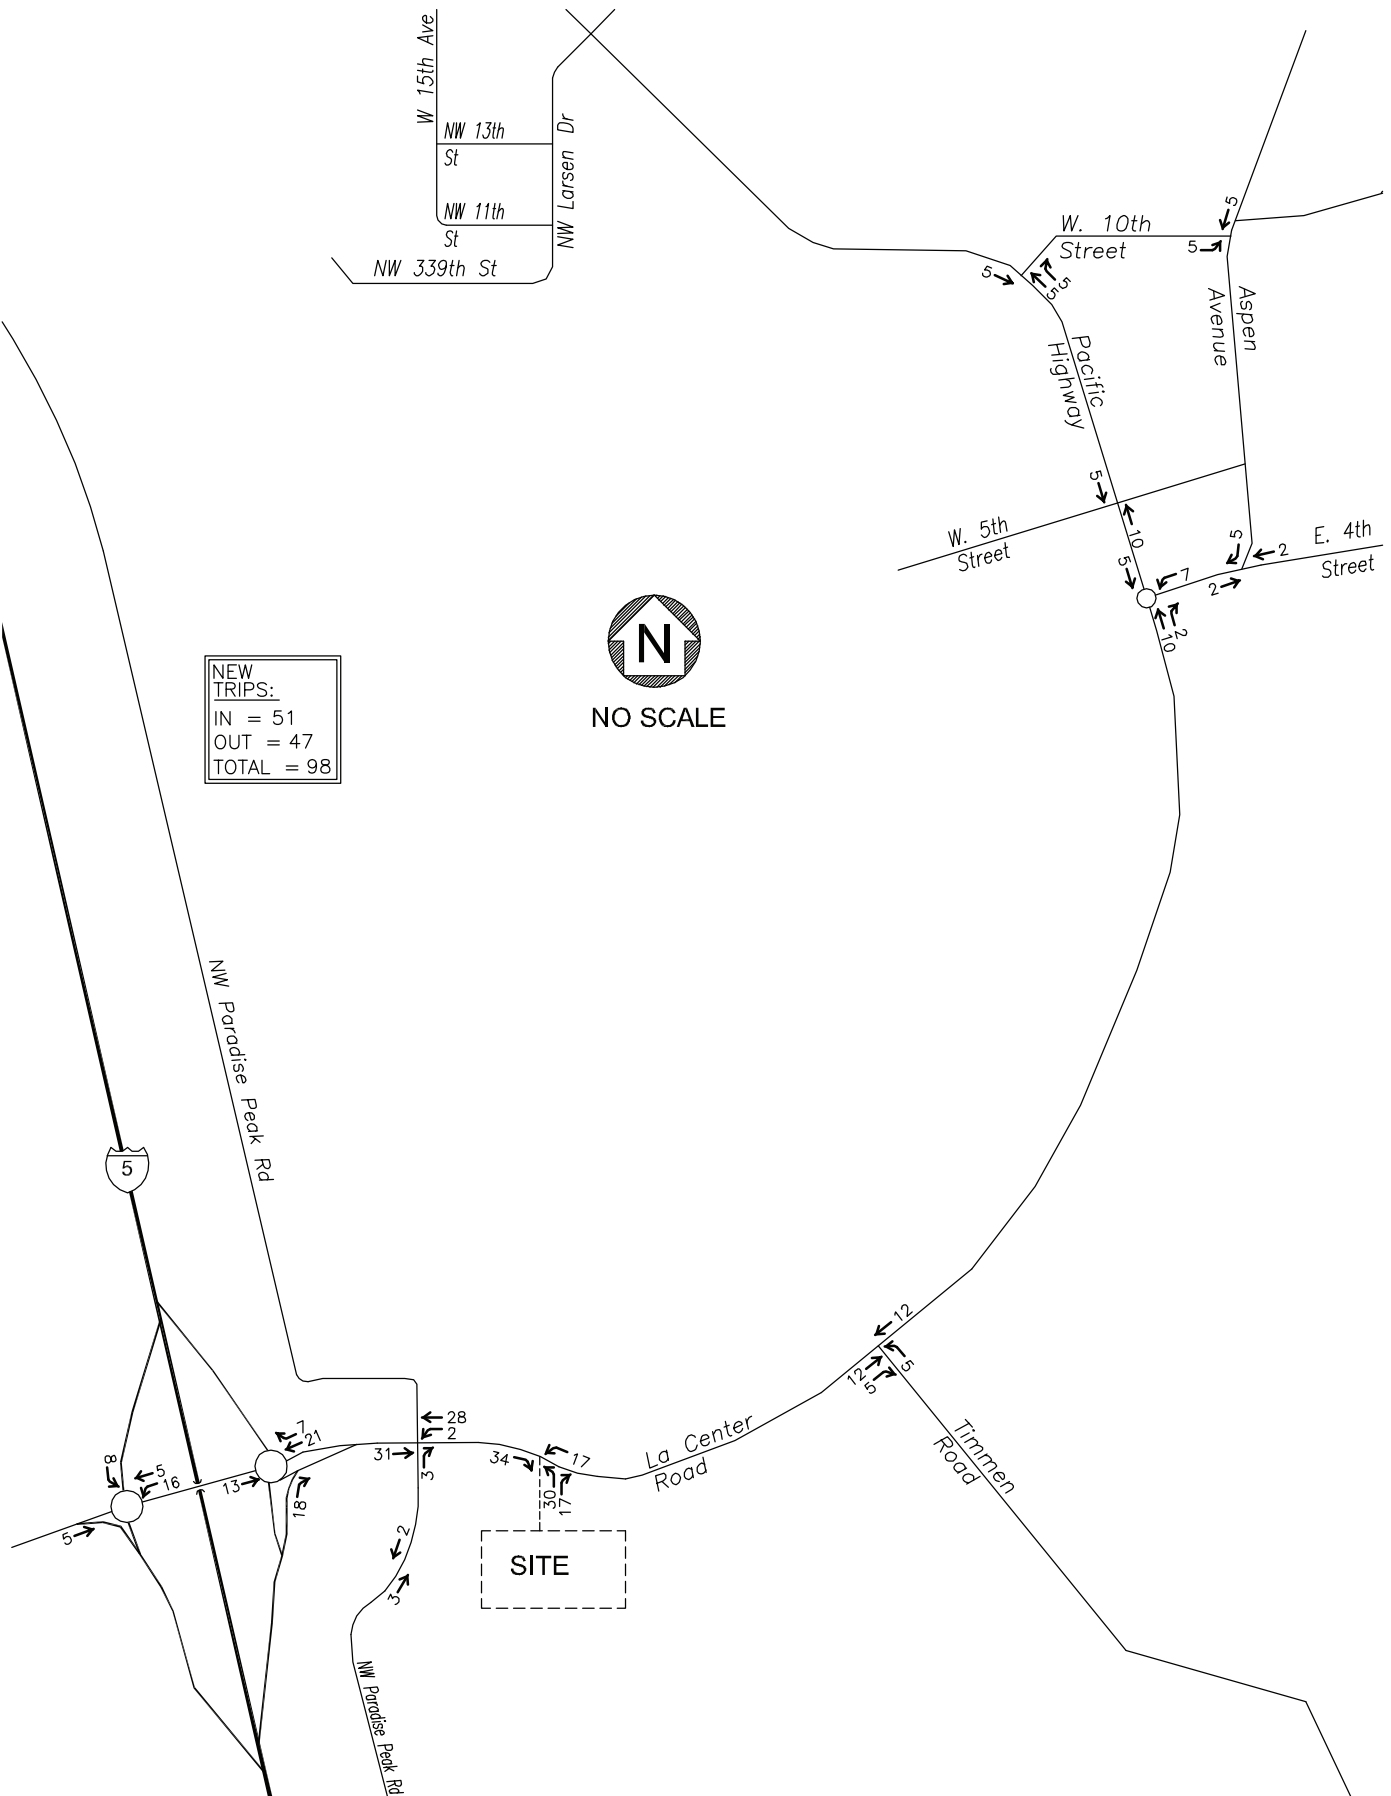 W 15th Ave
NW 13th
St
NW Larsen Dr
NW 11th
St
NW 339th St
5
W. 10th
Street
5
5
5
5
Aspen
Avenue
Pacific
Highway
5
W. 5th
Street
10
5
5
2
E. 4th
Street
7
2
2
10
N
NO SCALE
NEW
TRIPS:
IN = 51
OUT = 47
TOTAL = 98
NW Paradise Peak Rd
5
12
5
12
5
La Center
Road
Timmen
Road
7
21
28
2
31
3
34
17
30
17
8
5
16
13
18
5
2
3
SITE
NW Paradise Peak Rd